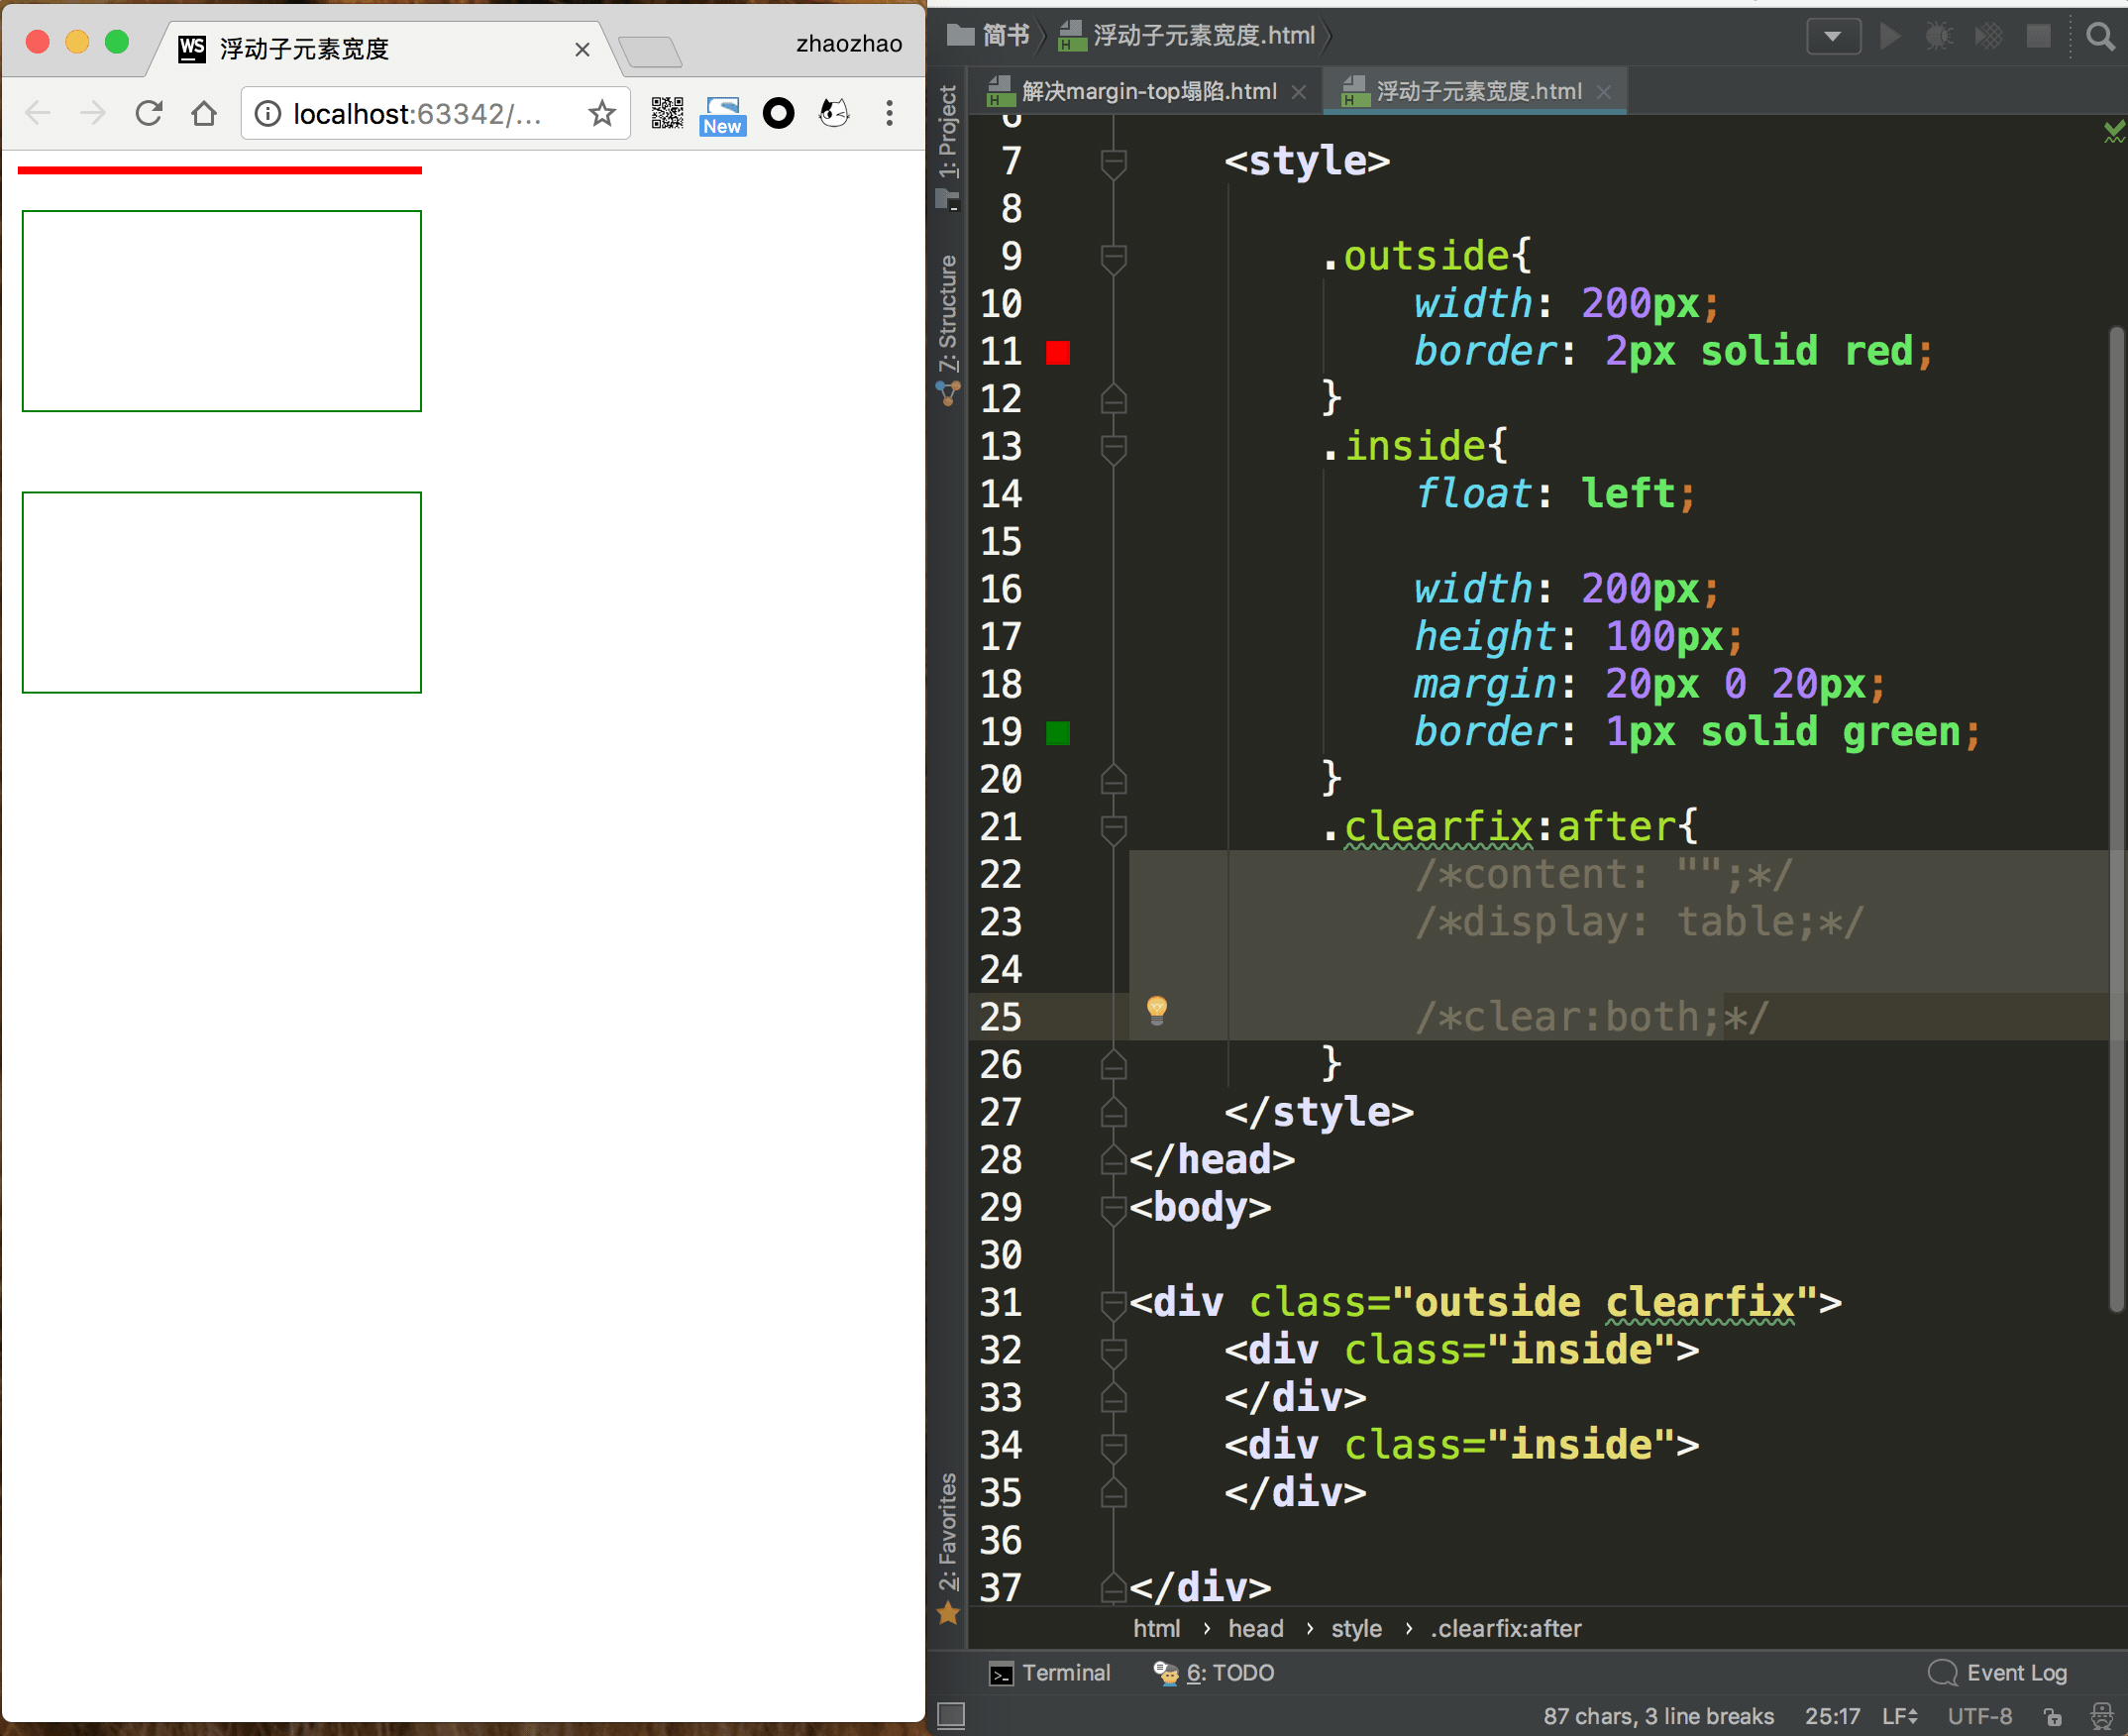 WS 浮动子元素宽度
zhaozhao
localhost:63342/...
New
简书 浮动子元素宽度.html
解决margin-top塌陷.html
浮动子元素宽度.html
1: Project
7: Structure
2: Favorites
6
7 <style>
8
9 .outside{
10 width: 200px;
11 border: 2px solid red;
12 }
13 .inside{
14 float: left;
15
16 width: 200px;
17 height: 100px;
18 margin: 20px 0 20px;
19 border: 1px solid green;
20 }
21 .clearfix:after{
22 /*content: "";*/
23 /*display: table;*/
24
25 /*clear:both;*/
26 }
27 </style>
28 </head>
29 <body>
30
31 <div class="outside clearfix">
32 <div class="inside">
33 </div>
34 <div class="inside">
35 </div>
36
37 </div>
html › head › style › .clearfix:after
Terminal 6: TODO Event Log
87 chars, 3 line breaks 25:17 LF UTF-8